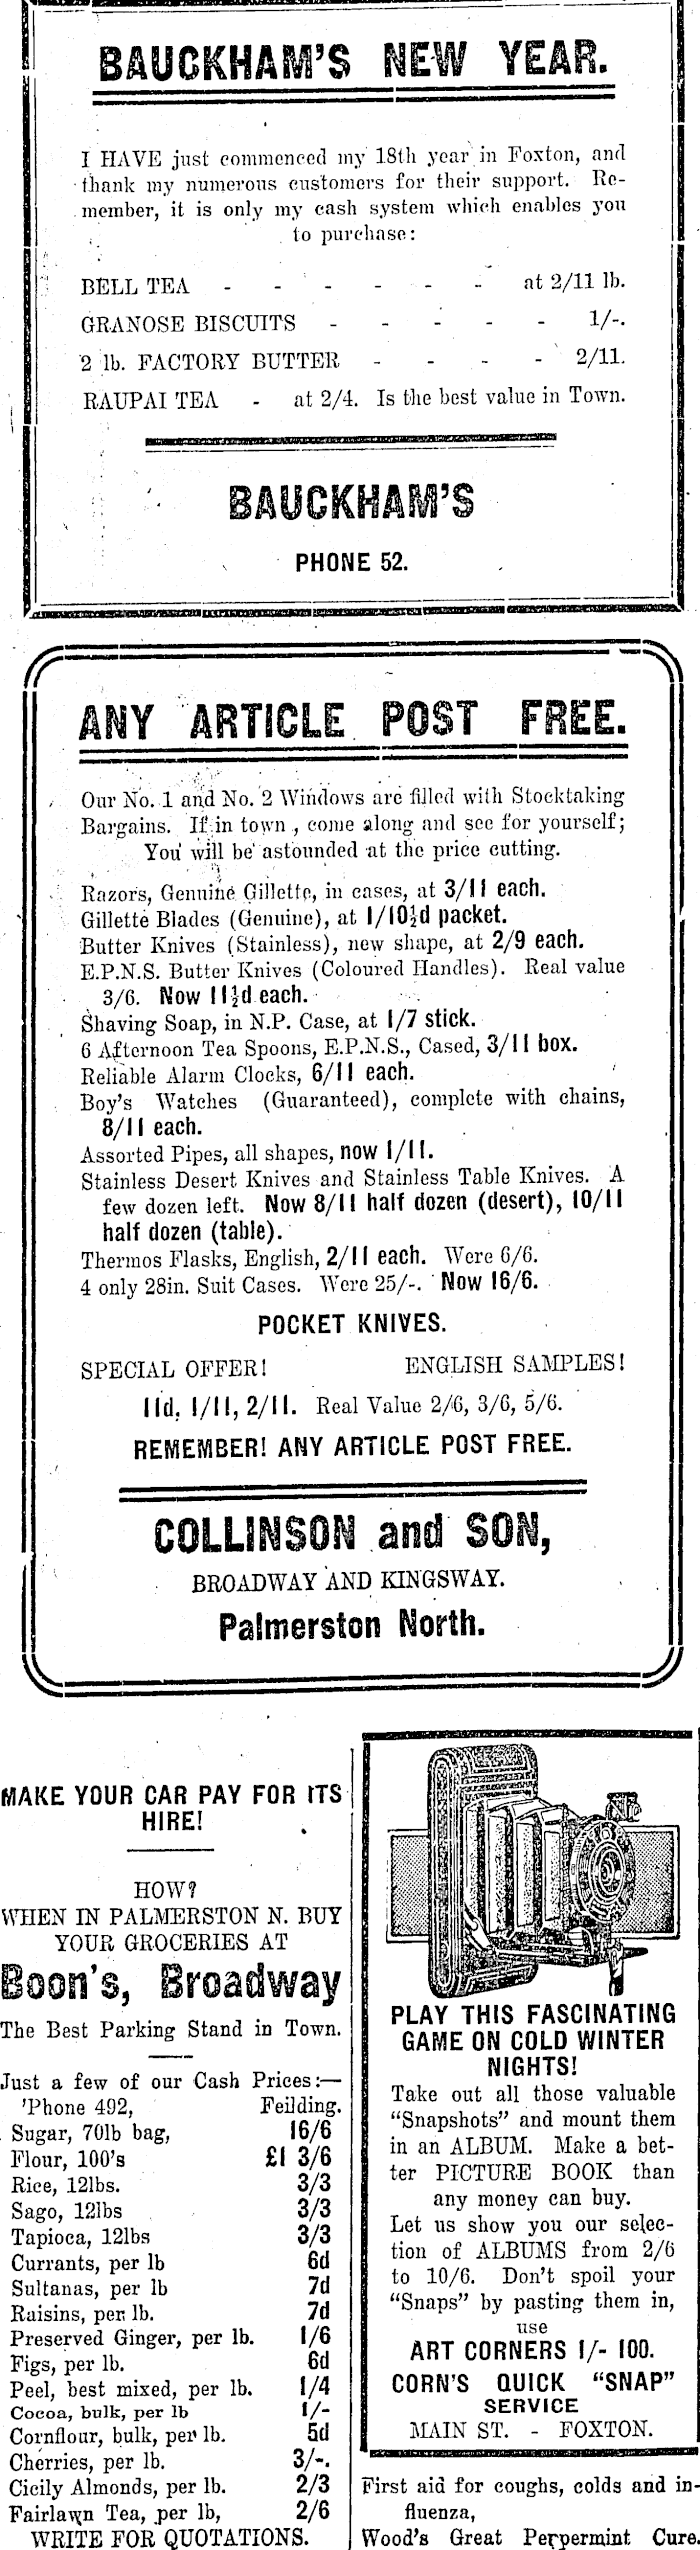 BAUCKHAM'S NEW YEAR.
I HAVE just commenced my 18th year in Foxton, and
thank my numerous customers for their support. Re-
member, it is only my cash system which enables you
to purchase:
BELL TEA - - - - - - at 2/11 lb.
GRANOSE BISCUITS - - - - - 1/-.
2 lb. FACTORY BUTTER - - - - 2/11.
RAUPAI TEA - at 2/4. Is the best value in Town.
BAUCKHAM'S
PHONE 52.
ANY ARTICLE POST FREE.
Our No. 1 and No. 2 Windows are filled with Stocktaking
Bargains. If in town , come along and see for yourself;
You will be astounded at the price cutting.
Razors, Genuine Gillette, in cases, at 3/11 each.
Gillette Blades (Genuine), at 1/10½d packet.
Butter Knives (Stainless), new shape, at 2/9 each.
E.P.N.S. Butter Knives (Coloured Handles). Real value
3/6. Now 11½d each.
Shaving Soap, in N.P. Case, at 1/7 stick.
6 Afternoon Tea Spoons, E.P.N.S., Cased, 3/11 box.
Reliable Alarm Clocks, 6/11 each.
Boy's Watches (Guaranteed), complete with chains,
8/11 each.
Assorted Pipes, all shapes, now 1/11.
Stainless Desert Knives and Stainless Table Knives. A
few dozen left. Now 8/11 half dozen (desert), 10/11
half dozen (table).
Thermos Flasks, English, 2/11 each. Were 6/6.
4 only 28in. Suit Cases. Were 25/-. Now 16/6.
POCKET KNIVES.
SPECIAL OFFER! ENGLISH SAMPLES!
11d, 1/11, 2/11. Real Value 2/6, 3/6, 5/6.
REMEMBER! ANY ARTICLE POST FREE.
COLLINSON and SON,
BROADWAY AND KINGSWAY.
Palmerston North.
MAKE YOUR CAR PAY FOR ITS
HIRE!
HOW?
WHEN IN PALMERSTON N. BUY
YOUR GROCERIES AT
Boon's, Broadway
The Best Parking Stand in Town.
Just a few of our Cash Prices:—
'Phone 492, Feilding.
Sugar, 70lb bag, 16/6
Flour, 100's £1 3/6
Rice, 12lbs. 3/3
Sago, 12lbs 3/3
Tapioca, 12lbs 3/3
Currants, per lb 6d
Sultanas, per lb 7d
Raisins, per lb. 7d
Preserved Ginger, per lb. 1/6
Figs, per lb. 6d
Peel, best mixed, per lb. 1/4
Cocoa, bulk, per lb 1/-
Cornflour, bulk, per lb. 5d
Cherries, per lb. 3/-.
Cicily Almonds, per lb. 2/3
Fairlawn Tea, per lb, 2/6
WRITE FOR QUOTATIONS.
PLAY THIS FASCINATING
GAME ON COLD WINTER
NIGHTS!
Take out all those valuable
"Snapshots" and mount them
in an ALBUM. Make a bet-
ter PICTURE BOOK than
any money can buy.
Let us show you our selec-
tion of ALBUMS from 2/6
to 10/6. Don't spoil your
"Snaps" by pasting them in,
use
ART CORNERS 1/- 100.
CORN'S QUICK "SNAP"
SERVICE
MAIN ST. - FOXTON.
First aid for coughs, colds and in-
fluenza,
Wood's Great Peppermint Cure.